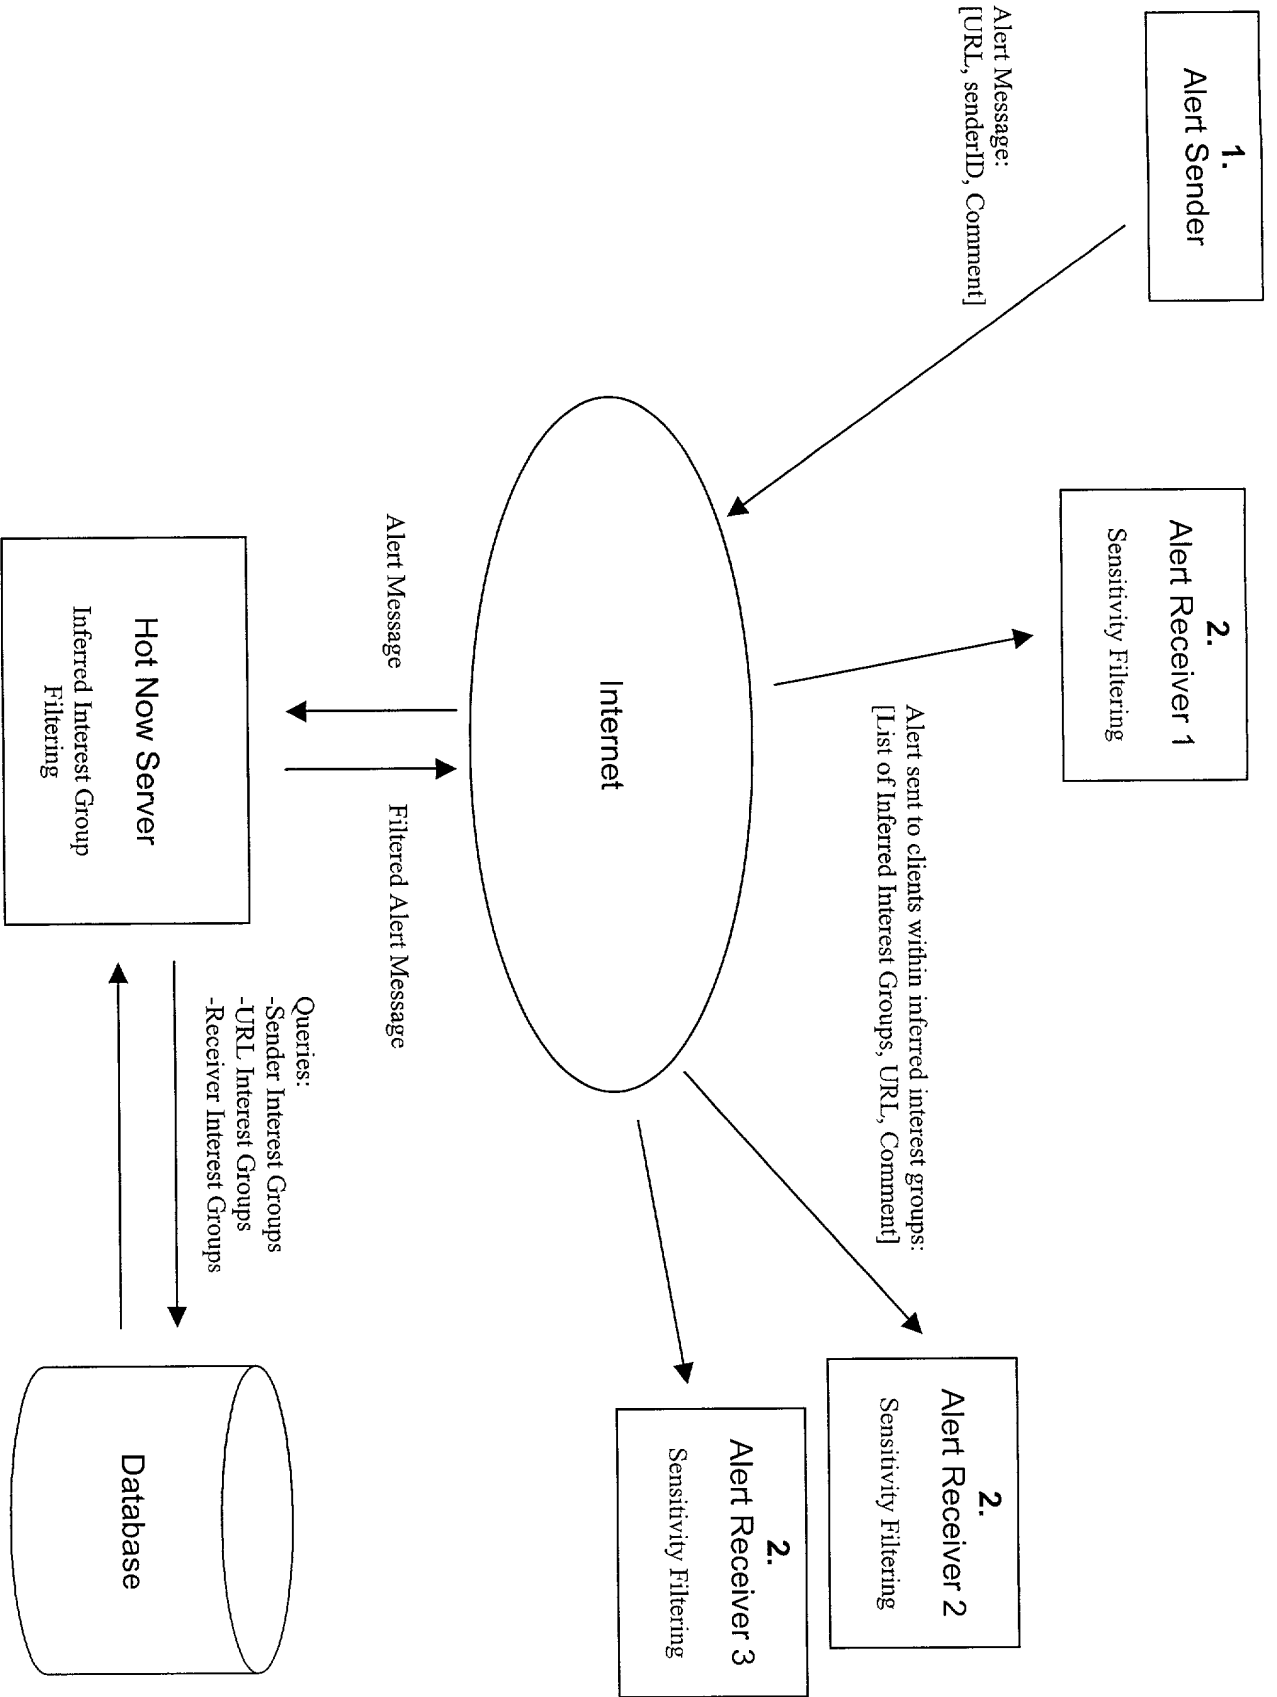 1.
Alert Sender
Alert Message:
[URL, senderID, Comment]
2.
Alert Receiver 1
Sensitivity Filtering
Alert sent to clients within inferred interest groups:
[List of Inferred Interest Groups, URL, Comment]
2.
Alert Receiver 2
Sensitivity Filtering
2.
Alert Receiver 3
Sensitivity Filtering
Internet
Alert Message
Filtered Alert Message
Hot Now Server
Inferred Interest Group
Filtering
Queries:
-Sender Interest Groups
-URL Interest Groups
-Receiver Interest Groups
Database